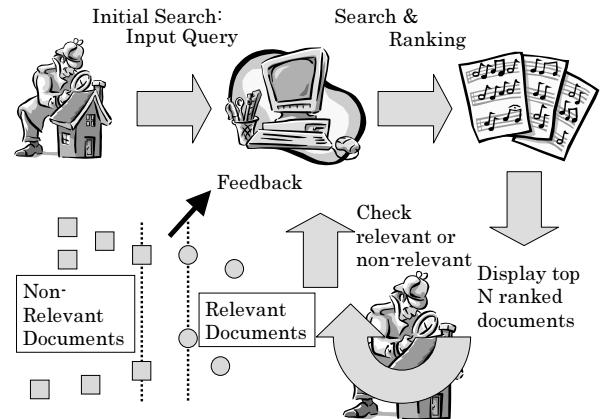 Initial Search:
Input Query
Search &
Ranking
Feedback
Check
relevant or
non-relevant
Display top
N ranked
documents
Non-
Relevant
Documents
Relevant
Documents